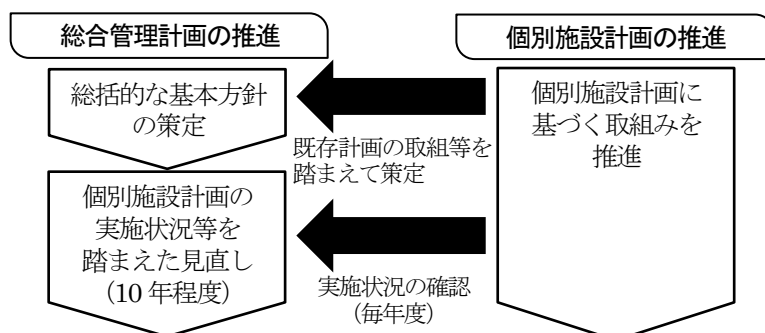 総合管理計画の推進
個別施設計画の推進
総括的な基本方針
の策定
既存計画の取組等を
踏まえて策定
個別施設計画に
基づく取組みを
推進
個別施設計画の
実施状況等を
踏まえた見直し
（10 年程度）
実施状況の確認
（毎年度）